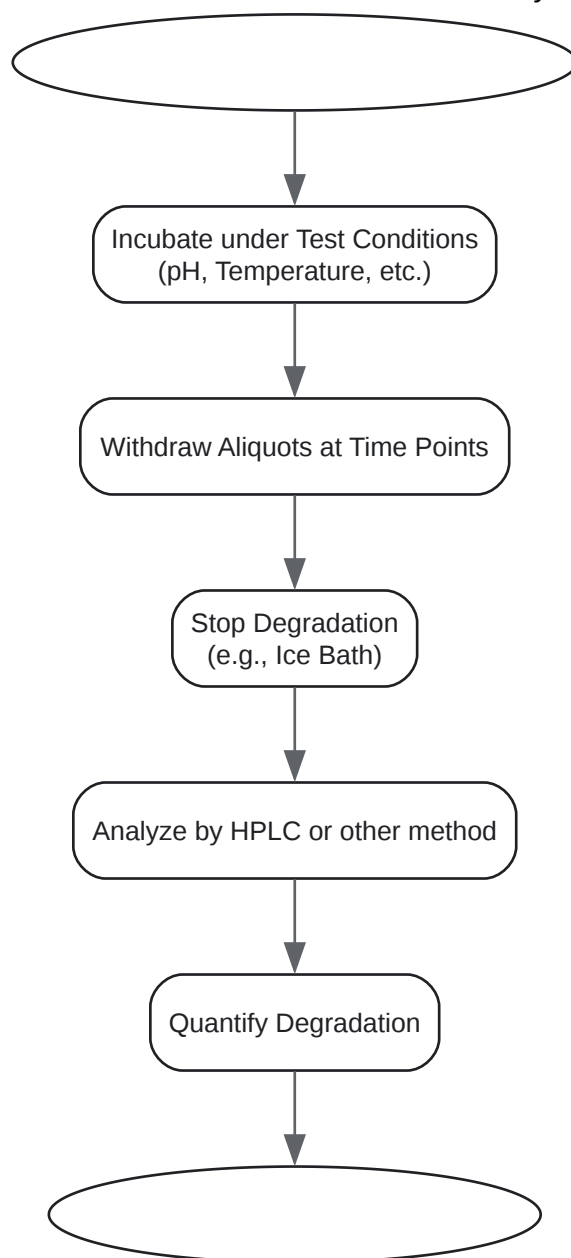 Incubate under Test Conditions
(pH, Temperature, etc.)
Withdraw Aliquots at Time Points
Stop Degradation
(e.g., Ice Bath)
Analyze by HPLC or other method
Quantify Degradation